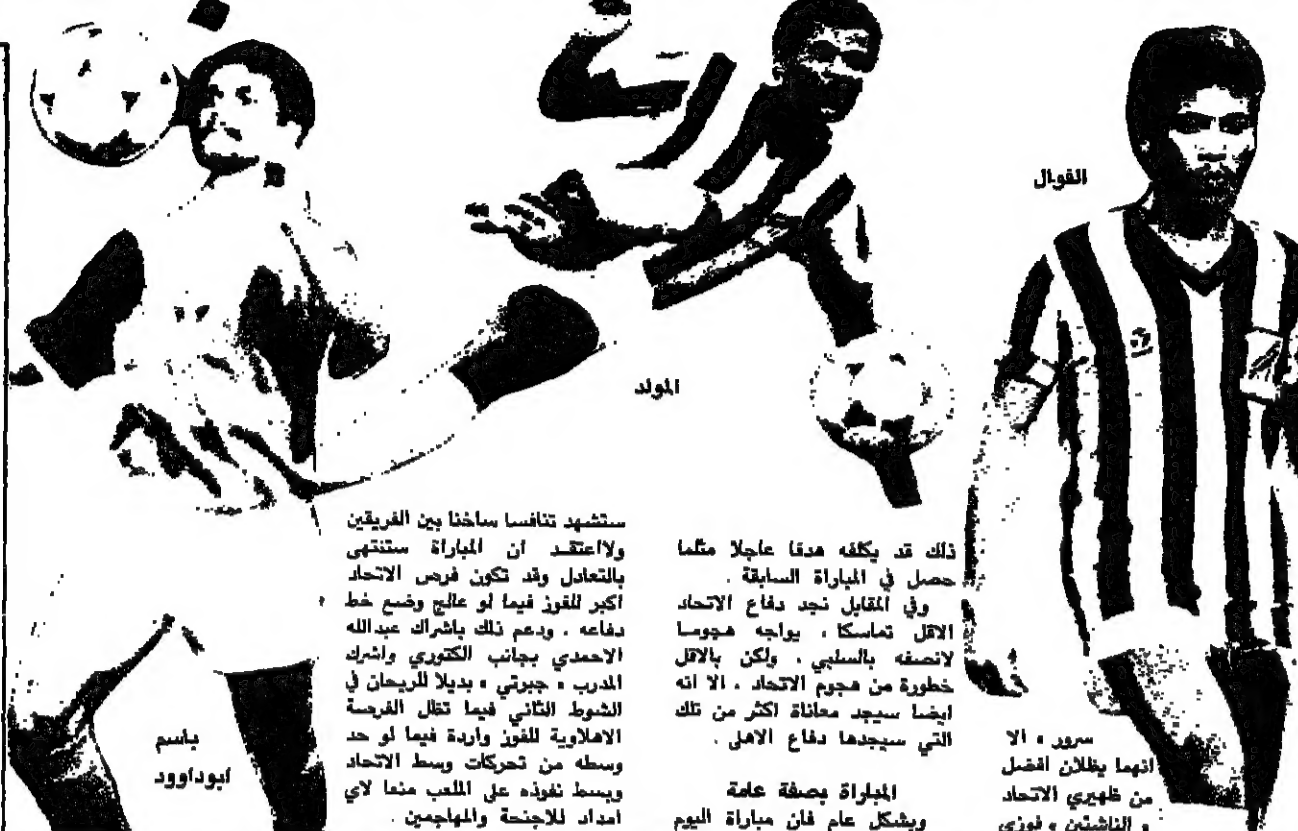 القوال
المولد
باسم
ابوداوود
سرور » الا
انهما يظلان افضل
من ظهيري الاتحاد
« الناشئين » فوزي
ذلك قد يكلفه هدفا عاجلا مثلما
حصل في المباراة السابقة .
وفي المقابل نجد دفاع الاتحاد
الاقل تماسكا ، يواجه هجوما
لانصفه بالسلبي ، ولكن بالاقل
خطورة من هجوم الاتحاد ، الا انه
ايضا سيجد معاناة اكثر من تلك
التي سيجدها دفاع الاهلى .
المباراة بصفة عامة
وبشكل عام فان مباراة اليوم
ستشهد تنافسا ساخنا بين الفريقين
ولااعتقد ان المباراة ستنتهى
بالتعادل وقد تكون فرص الاتحاد
اكبر للفوز فيما لو عالج وضع خط
دفاعه ، ودعم ذلك باشراك عبدالله
الاحمدي بجانب الكتوري واشرك
المدرب « جبرتي » بديلا للريحان في
الشوط الثاني فيما تظل الفرصة
الاهلاوية للفوز واردة فيما لو حد
وسطه من تحركات وسط الاتحاد
وبسط نفوذه على الملعب منعا لاي
امداد للاجنحة والمهاجمين .